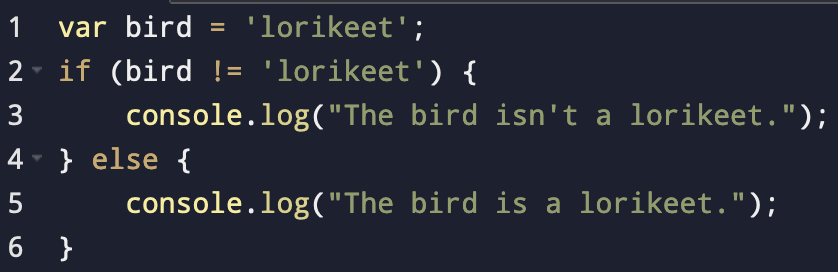 1 var bird = 'lorikeet';
2 if (bird != 'lorikeet') {
3     console.log("The bird isn't a lorikeet.");
4 } else {
5     console.log("The bird is a lorikeet.");
6 }